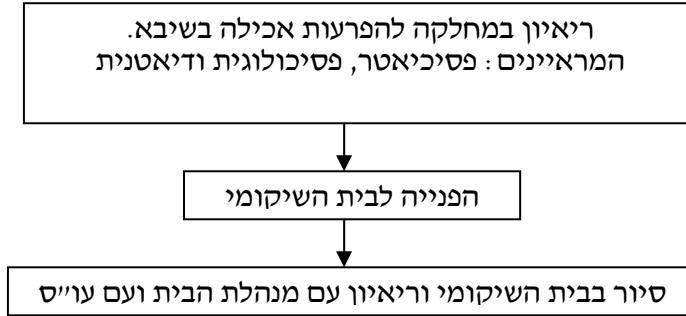 ריאיון במחלקה להפרעות אכילה בשיבא.
המראיינים: פסיכיאטר, פסיכולוגית ודיאטנית
הפנייה לבית השיקומי
סיור בבית השיקומי וריאיון עם מנהלת הבית ועם עו״ס